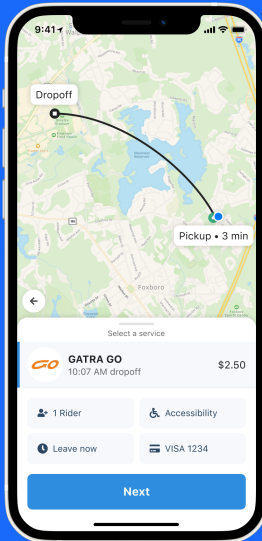 9:41
Dropoff
Pickup • 3 min
Foxboro
Select a service
GO
GATRA GO
10:07 AM dropoff
$2.50
1 Rider
Accessibility
Leave now
VISA 1234
Next